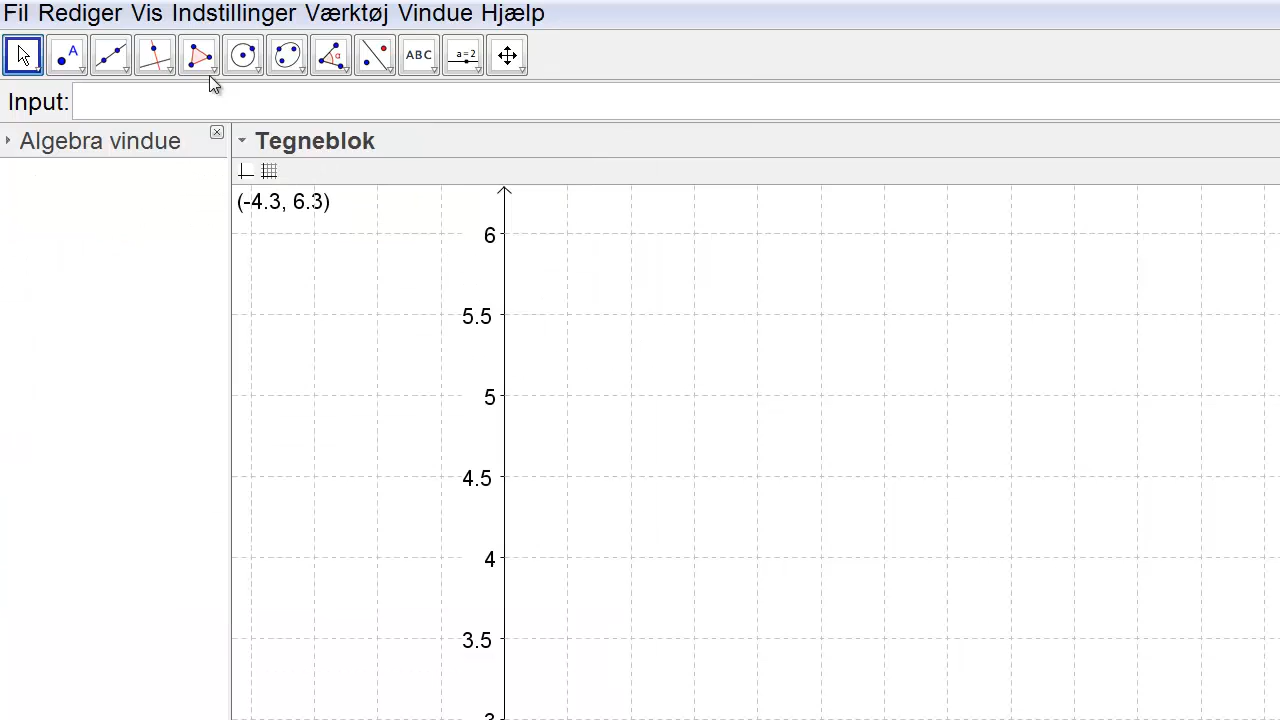 Fil Rediger Vis Indstillinger Værktøj Vindue Hjælp
A α ABC a=2
Input:
Algebra vindue
Tegneblok
(-4.3, 6.3)
6
5.5
5
4.5
4
3.5
3